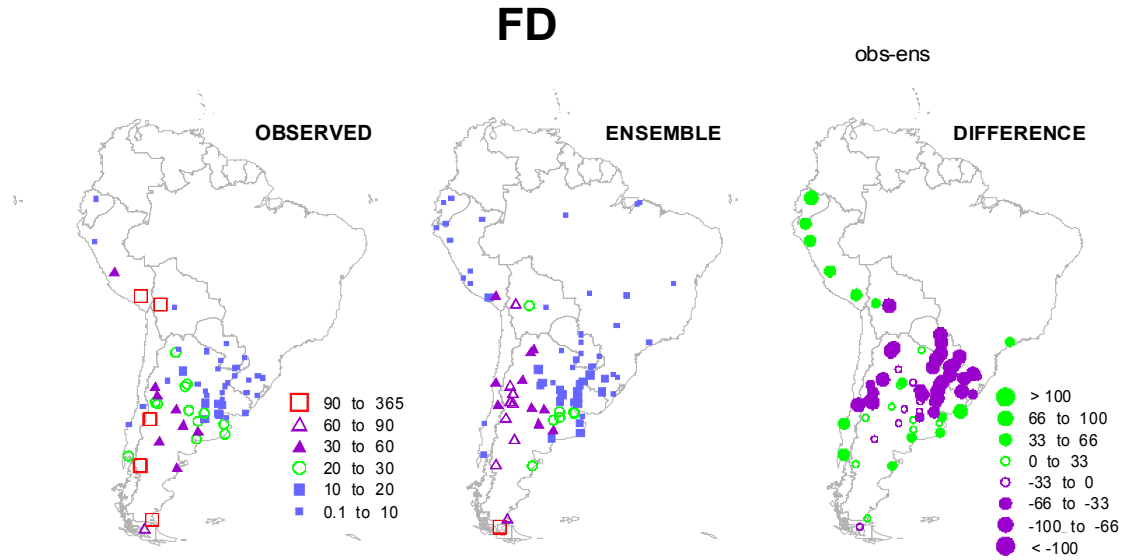 FD
obs-ens
OBSERVED
ENSEMBLE
DIFFERENCE
90 to 365
60 to 90
30 to 60
20 to 30
10 to 20
0.1 to 10
> 100
66 to 100
33 to 66
0 to 33
-33 to 0
-66 to -33
-100 to -66
< -100